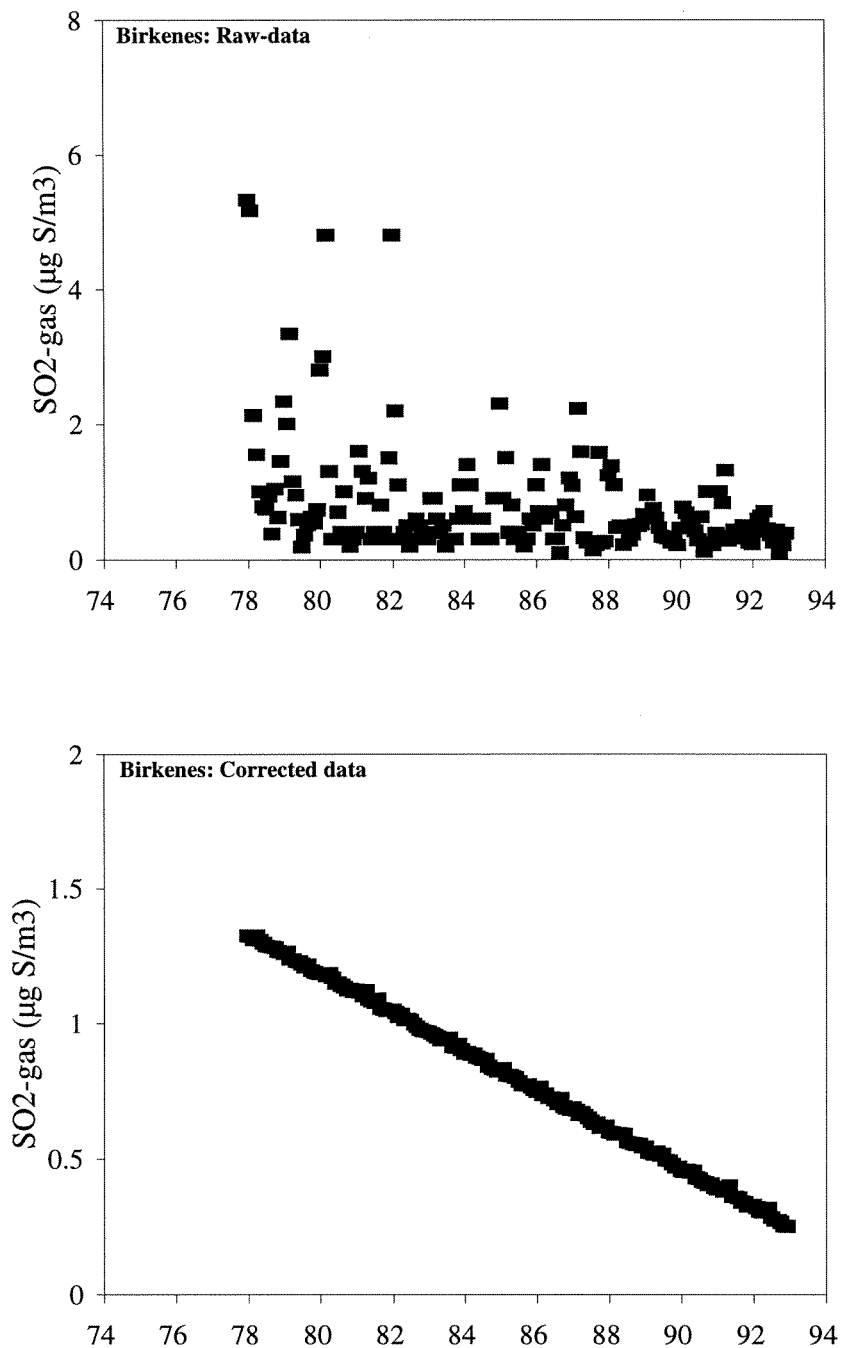 Birkenes: Raw-data
SO2-gas (µg S/m3)
8
6
4
2
0
74 76 78 80 82 84 86 88 90 92 94
Birkenes: Corrected data
SO2-gas (µg S/m3)
2
1.5
1
0.5
0
74 76 78 80 82 84 86 88 90 92 94